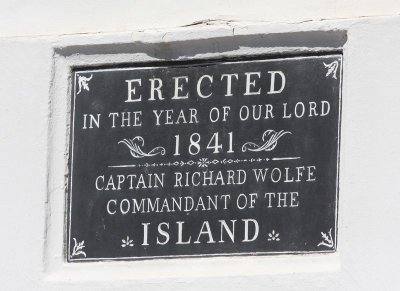 ERECTED
IN THE YEAR OF OUR LORD
1841
CAPTAIN RICHARD WOLFE
COMMANDANT OF THE
ISLAND